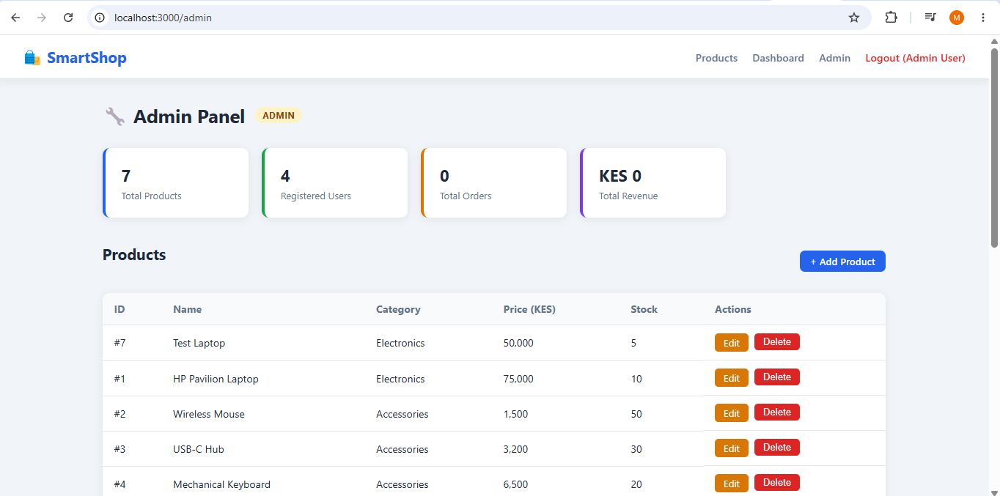 localhost:3000/admin
M
SmartShop
Products Dashboard Admin Logout (Admin User)
Admin Panel ADMIN
7 4 0 KES 0
Total Products Registered Users Total Orders Total Revenue
Products
+ Add Product
ID Name Category Price (KES) Stock Actions
#7 Test Laptop Electronics 50,000 5 Edit Delete
#1 HP Pavilion Laptop Electronics 75,000 10 Edit Delete
#2 Wireless Mouse Accessories 1,500 50 Edit Delete
#3 USB-C Hub Accessories 3,200 30 Edit Delete
#4 Mechanical Keyboard Accessories 6,500 20 Edit Delete